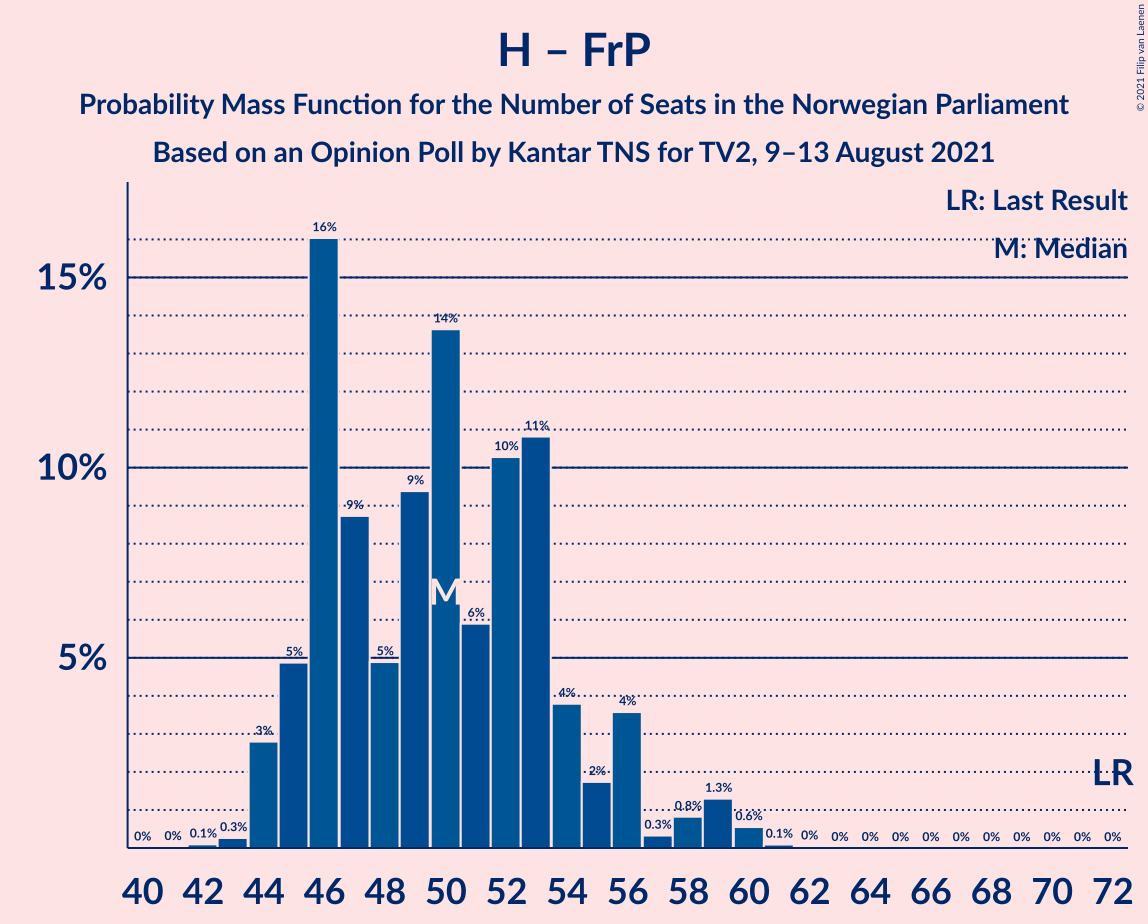 H – FrP
Probability Mass Function for the Number of Seats in the Norwegian Parliament
Based on an Opinion Poll by Kantar TNS for TV2, 9–13 August 2021
© 2021 Filip van Laenen
LR: Last Result
M: Median
15%
10%
5%
0% 0% 0.1% 0.3% 3% 5% 16% 9% 5% 9% 14% 6% 10% 11% 4% 2% 4% 0.3% 0.8% 1.3% 0.6% 0.1% 0% 0% 0% 0% 0% 0% 0% 0% 0% 0% 0%
M
LR
40 42 44 46 48 50 52 54 56 58 60 62 64 66 68 70 72